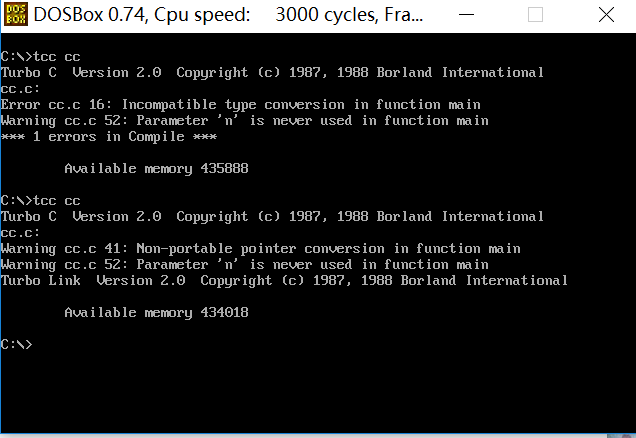 DOSBox 0.74, Cpu speed: 3000 cycles, Fra...
C:\>tcc cc
Turbo C Version 2.0 Copyright (c) 1987, 1988 Borland International
cc.c:
Error cc.c 16: Incompatible type conversion in function main
Warning cc.c 52: Parameter 'n' is never used in function main
*** 1 errors in Compile ***
Available memory 435888
C:\>tcc cc
Turbo C Version 2.0 Copyright (c) 1987, 1988 Borland International
cc.c:
Warning cc.c 41: Non-portable pointer conversion in function main
Warning cc.c 52: Parameter 'n' is never used in function main
Turbo Link Version 2.0 Copyright (c) 1987, 1988 Borland International
Available memory 434018
C:\>